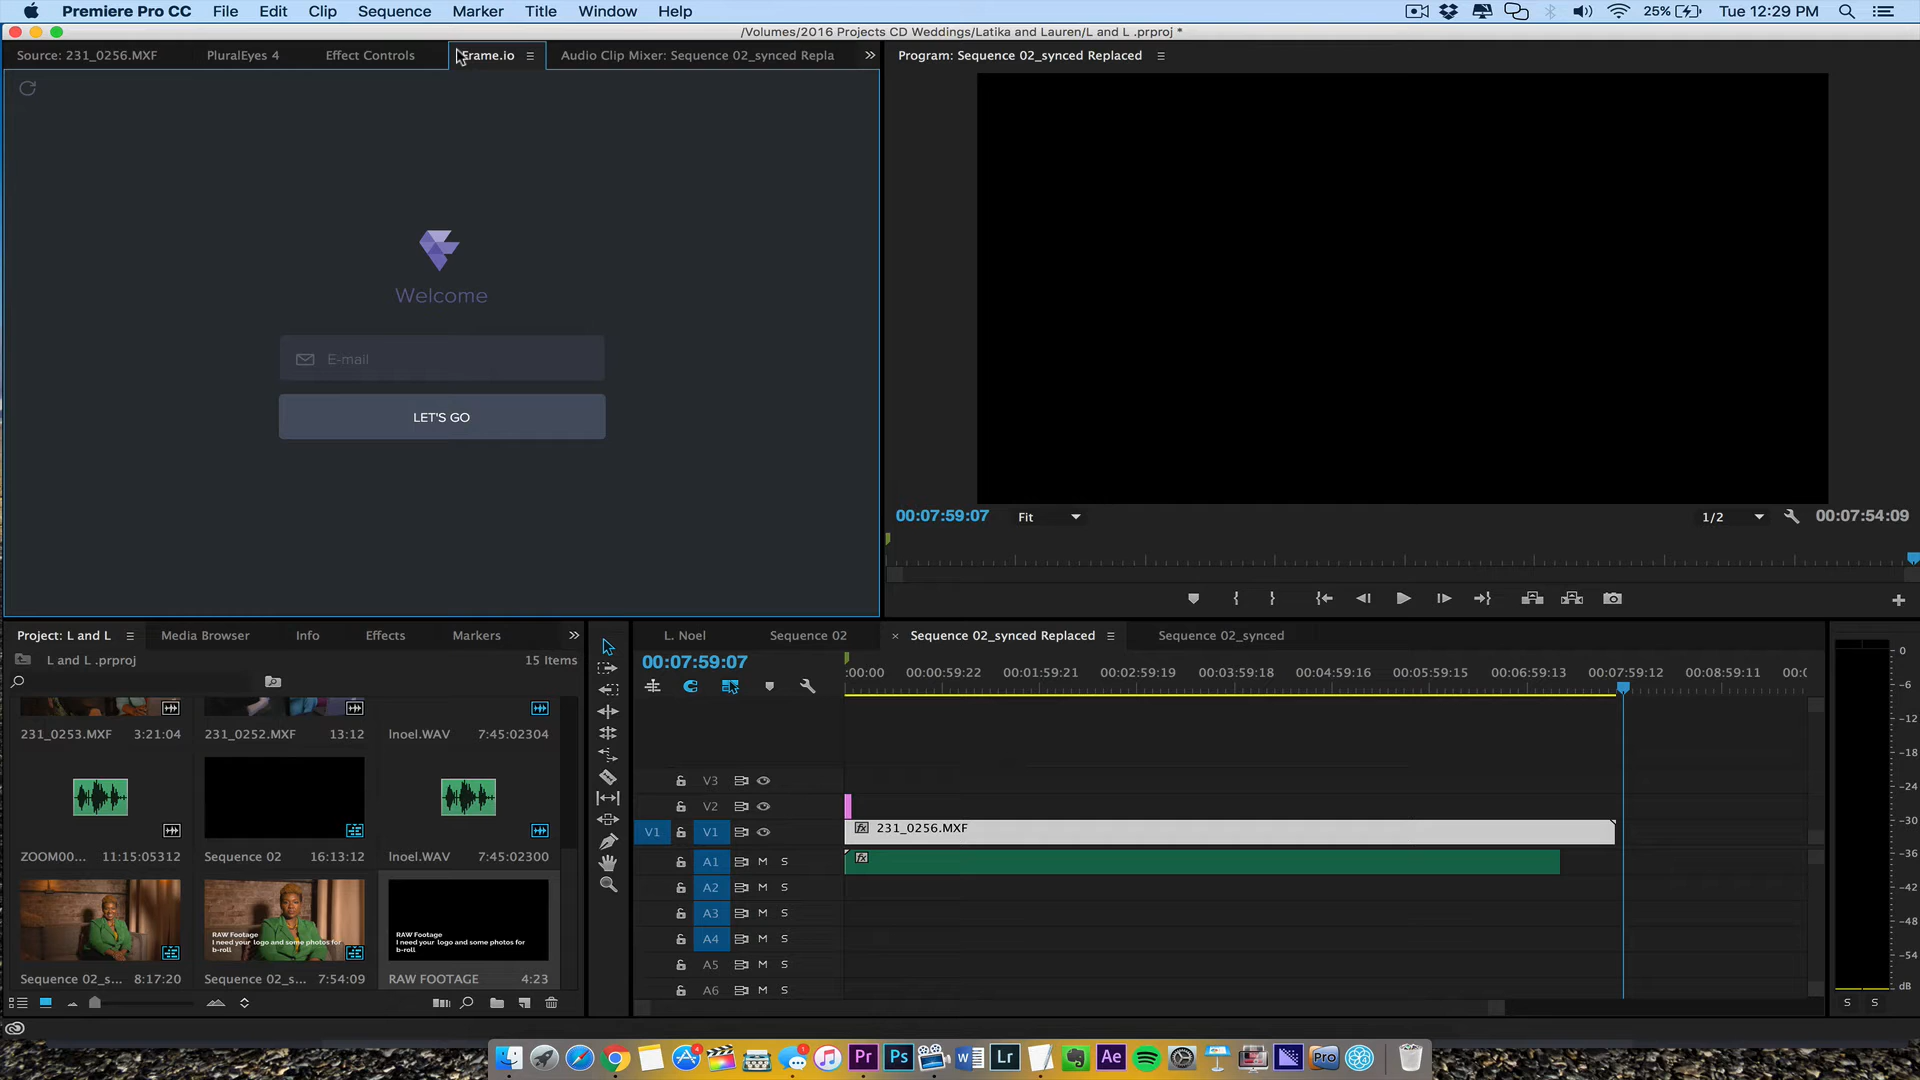 Premiere Pro CC File Edit Clip Sequence Marker Title Window Help 25% Tue 12:29 PM
/Volumes/2016 Projects CD Weddings/Latika and Lauren/L and L .prproj *
Source: 231_0256.MXF PluralEyes 4 Effect Controls Frame.io Audio Clip Mixer: Sequence 02_synced Repla Program: Sequence 02_synced Replaced
Welcome
E-mail
LET'S GO
00:07:59:07 Fit 1/2 00:07:54:09
Project: L and L Media Browser Info Effects Markers
L. Noel Sequence 02 Sequence 02_synced Replaced Sequence 02_synced
L and L .prproj 15 Items
00:07:59:07
:00:00 00:00:59:22 00:01:59:21 00:02:59:19 00:03:59:18 00:04:59:16 00:05:59:15 00:06:59:13 00:07:59:12 00:08:59:11 00:0
231_0253.MXF 3:21:04 231_0252.MXF 13:12 lnoel.WAV 7:45:02304
ZOOM00... 11:15:05312 Sequence 02 16:13:12 lnoel.WAV 7:45:02300
RAW Footage
I need your logo and some photos for
b-roll
RAW Footage
I need your logo and some photos for
b-roll
Sequence 02_s... 8:17:20 Sequence 02_s... 7:54:09 RAW FOOTAGE 4:23
V3
V2
V1 V1 231_0256.MXF
A1 M S
A2 M S
A3 M S
A4 M S
A5 M S
A6 M S
0
-6
-12
-18
-24
-30
-36
-42
-48
-54
dB
S S
Pr Ps W Lr Ae Pro